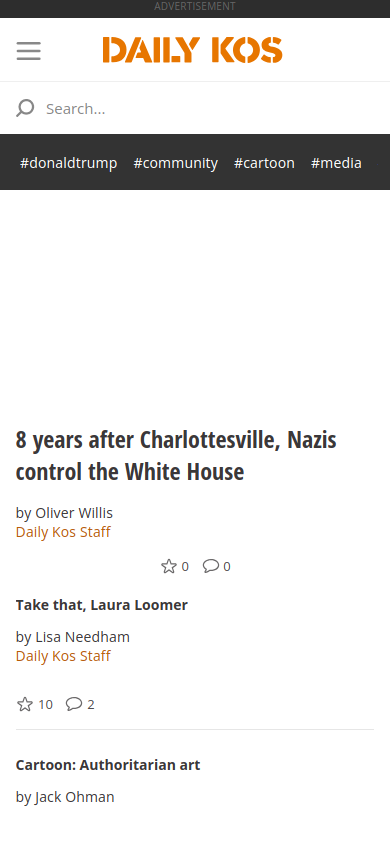 ADVERTISEMENT
DAILY KOS
Search...
#donaldtrump #community #cartoon #media
8 years after Charlottesville, Nazis
control the White House
by Oliver Willis
Daily Kos Staff
0 0
Take that, Laura Loomer
by Lisa Needham
Daily Kos Staff
10 2
Cartoon: Authoritarian art
by Jack Ohman